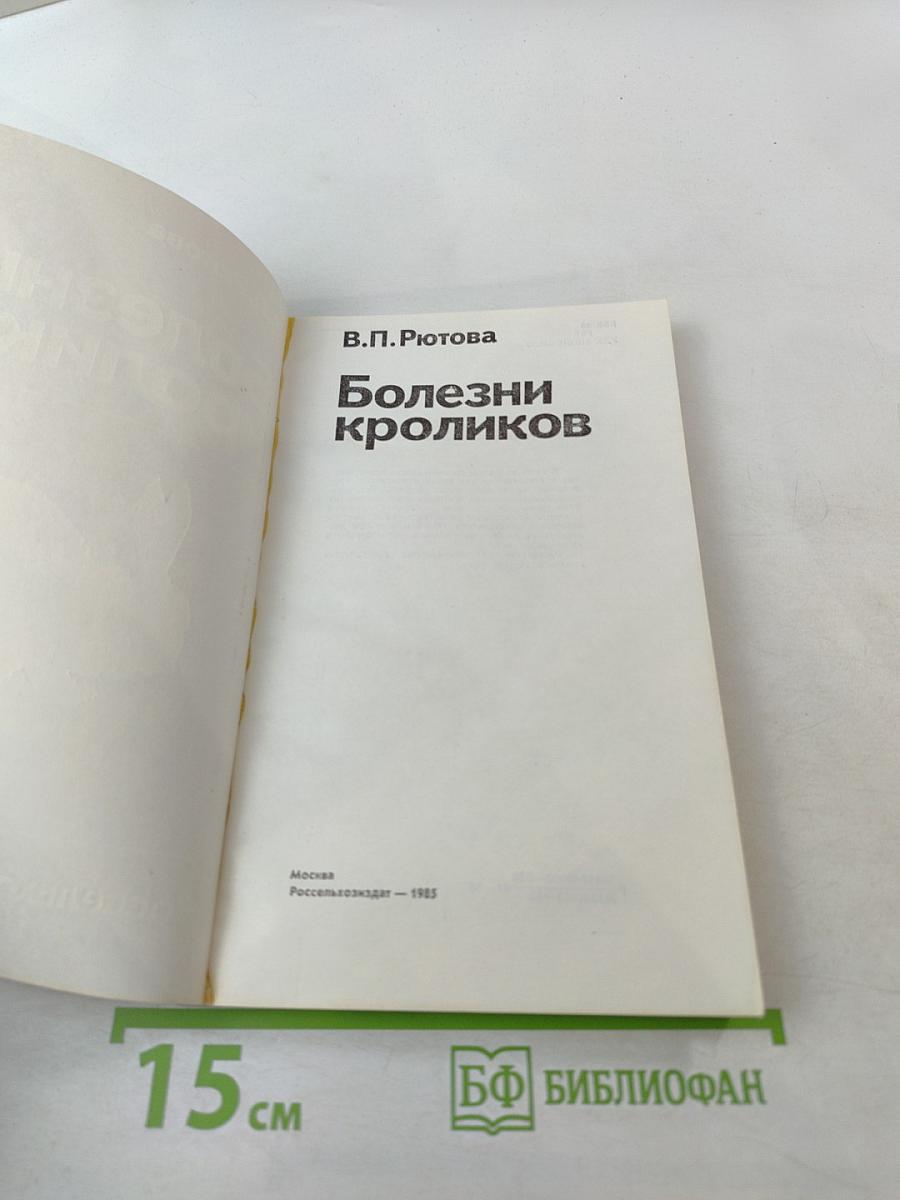 В.П.Рютова
Болезни
кроликов
Москва
Россельхозиздат — 1985
15 см
БФ БИБЛИОФАН